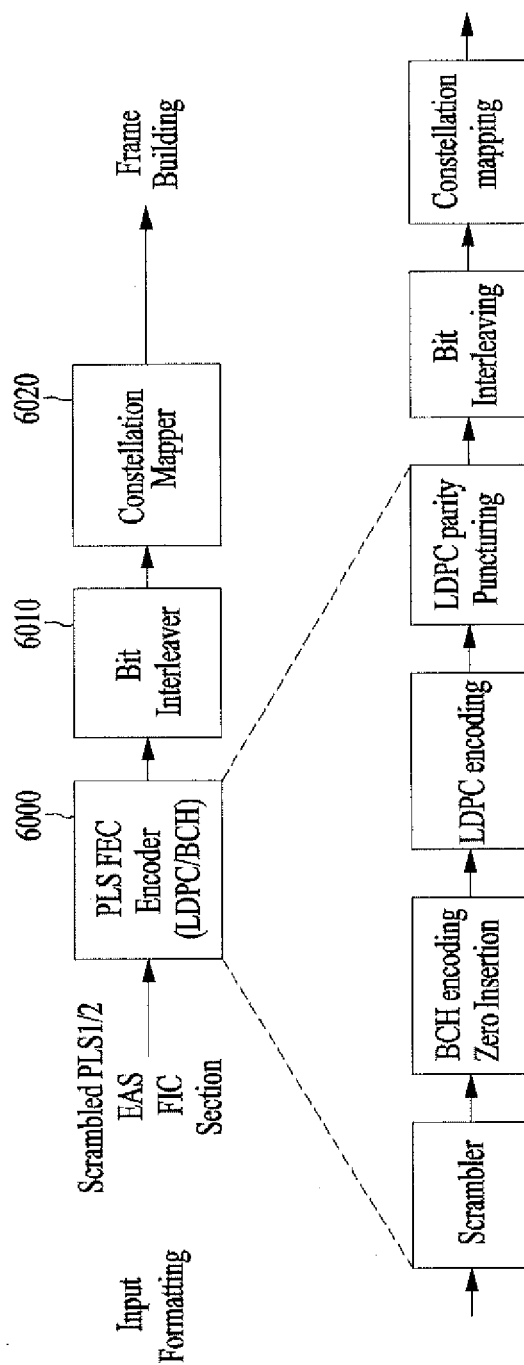 Input
Formatting
Scrambled PLS1/2
EAS
FIC
Section
6000
PLS FEC
Encoder
(LDPC/BCH)
6010
Bit
Interleaver
6020
Constellation
Mapper
Frame
Building
Scrambler
BCH encoding
Zero Insertion
LDPC encoding
LDPC parity
Puncturing
Bit
Interleaving
Constellation
mapping